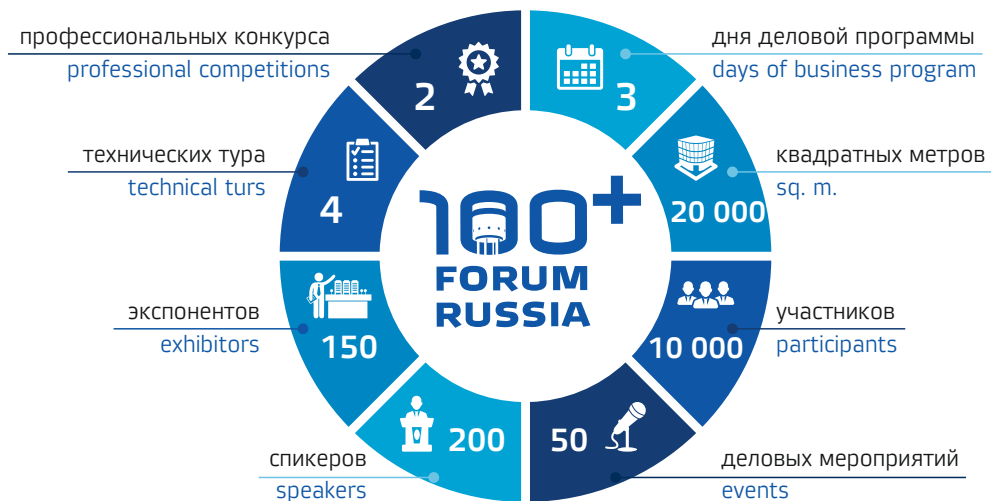 профессиональных конкурса
professional competitions
2
дня деловой программы
days of business program
3
технических тура
technical turs
4
квадратных метров
sq. m.
20 000
100+
FORUM
RUSSIA
экспонентов
exhibitors
150
участников
participants
10 000
спикеров
speakers
200
50
деловых мероприятий
events